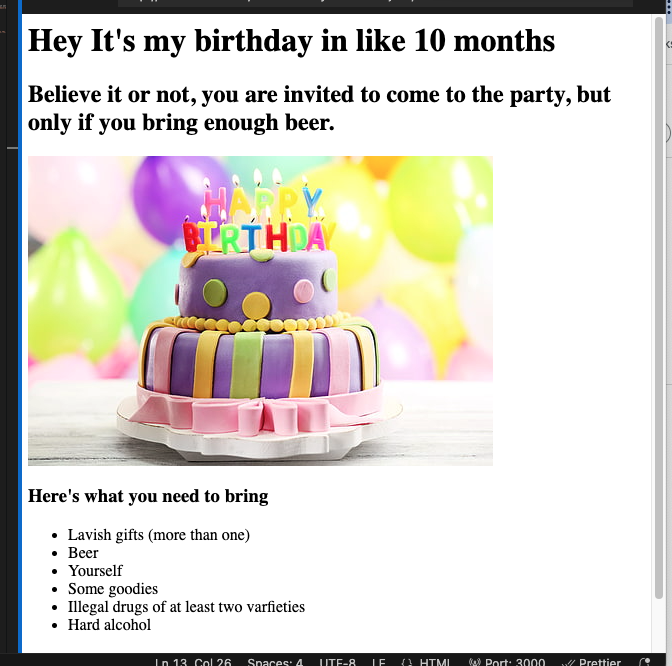 Hey It's my birthday in like 10 months
Believe it or not, you are invited to come to the party, but
only if you bring enough beer.
HAPPY
BIRTHDAY
Here's what you need to bring
Lavish gifts (more than one)
Beer
Yourself
Some goodies
Illegal drugs of at least two varfieties
Hard alcohol
Ln 13, Col 26 Spaces: 4 UTF-8 LF {} HTML Port: 3000 Prettier